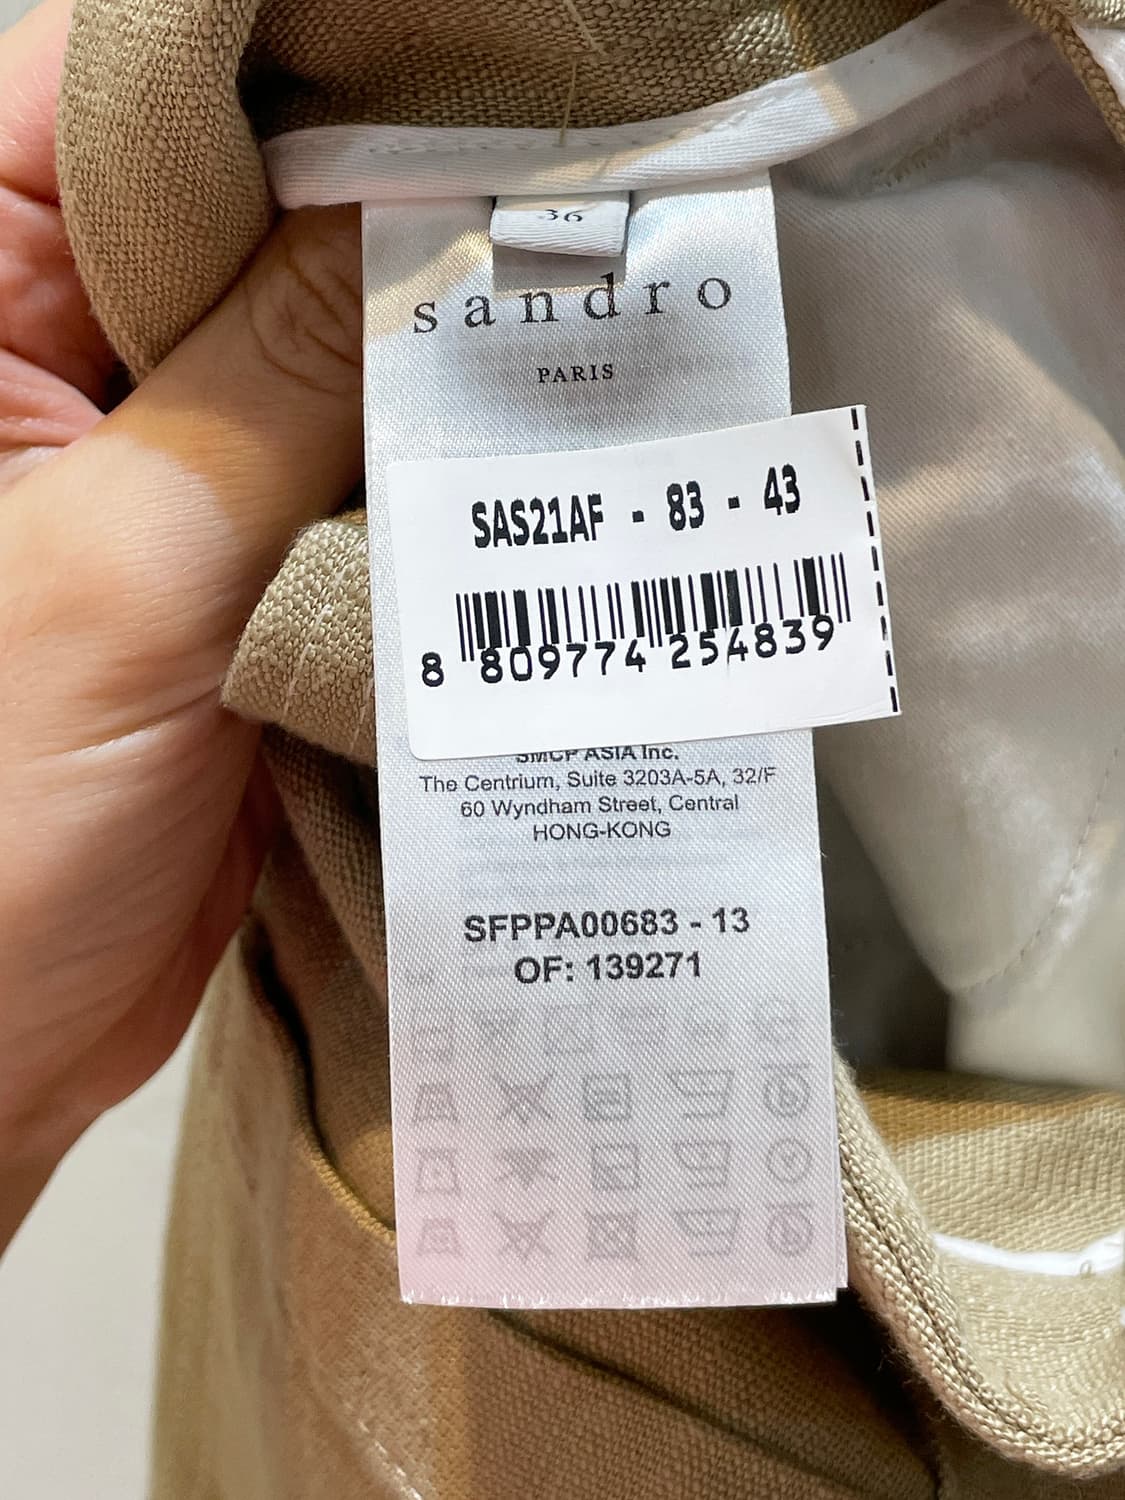 36
sandro
PARIS
SAS21AF - 83 - 43
8 809774 254839
SMCP ASIA Inc.
The Centrium, Suite 3203A-5A, 32/F
60 Wyndham Street, Central
HONG-KONG
SFPPA00683 - 13
OF: 139271